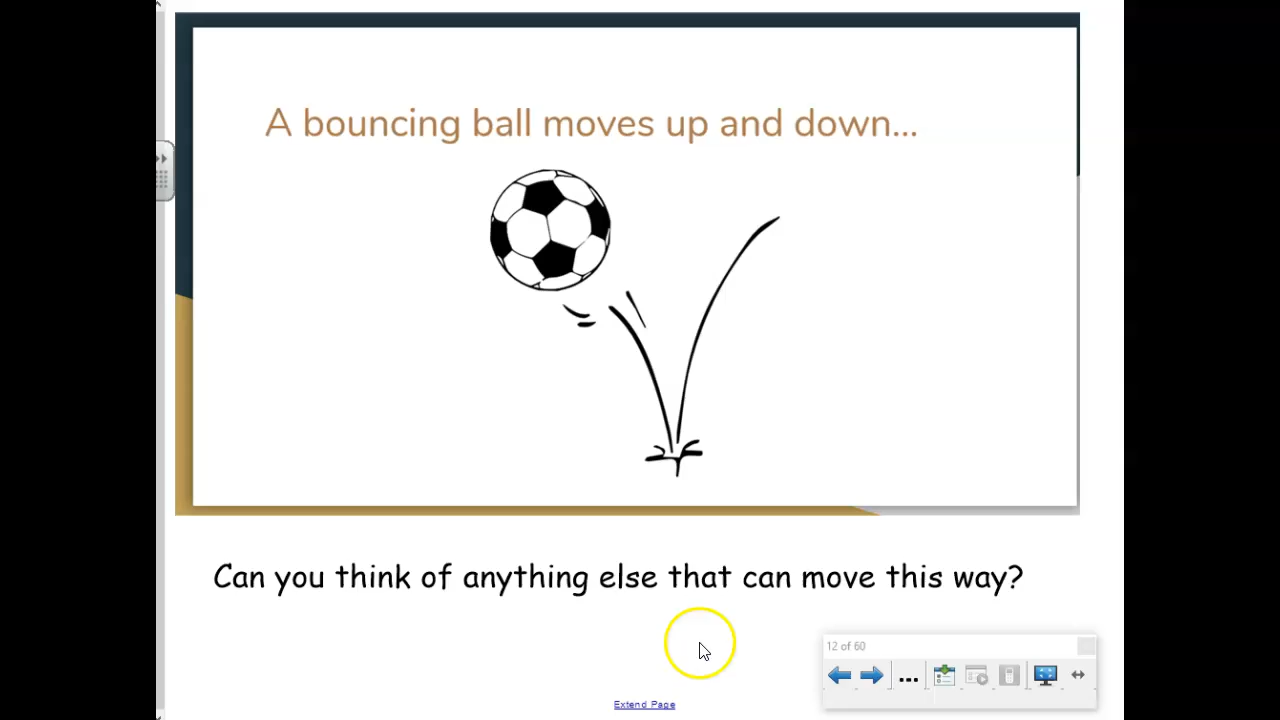 A bouncing ball moves up and down...
Can you think of anything else that can move this way?
12 of 60
Extend Page